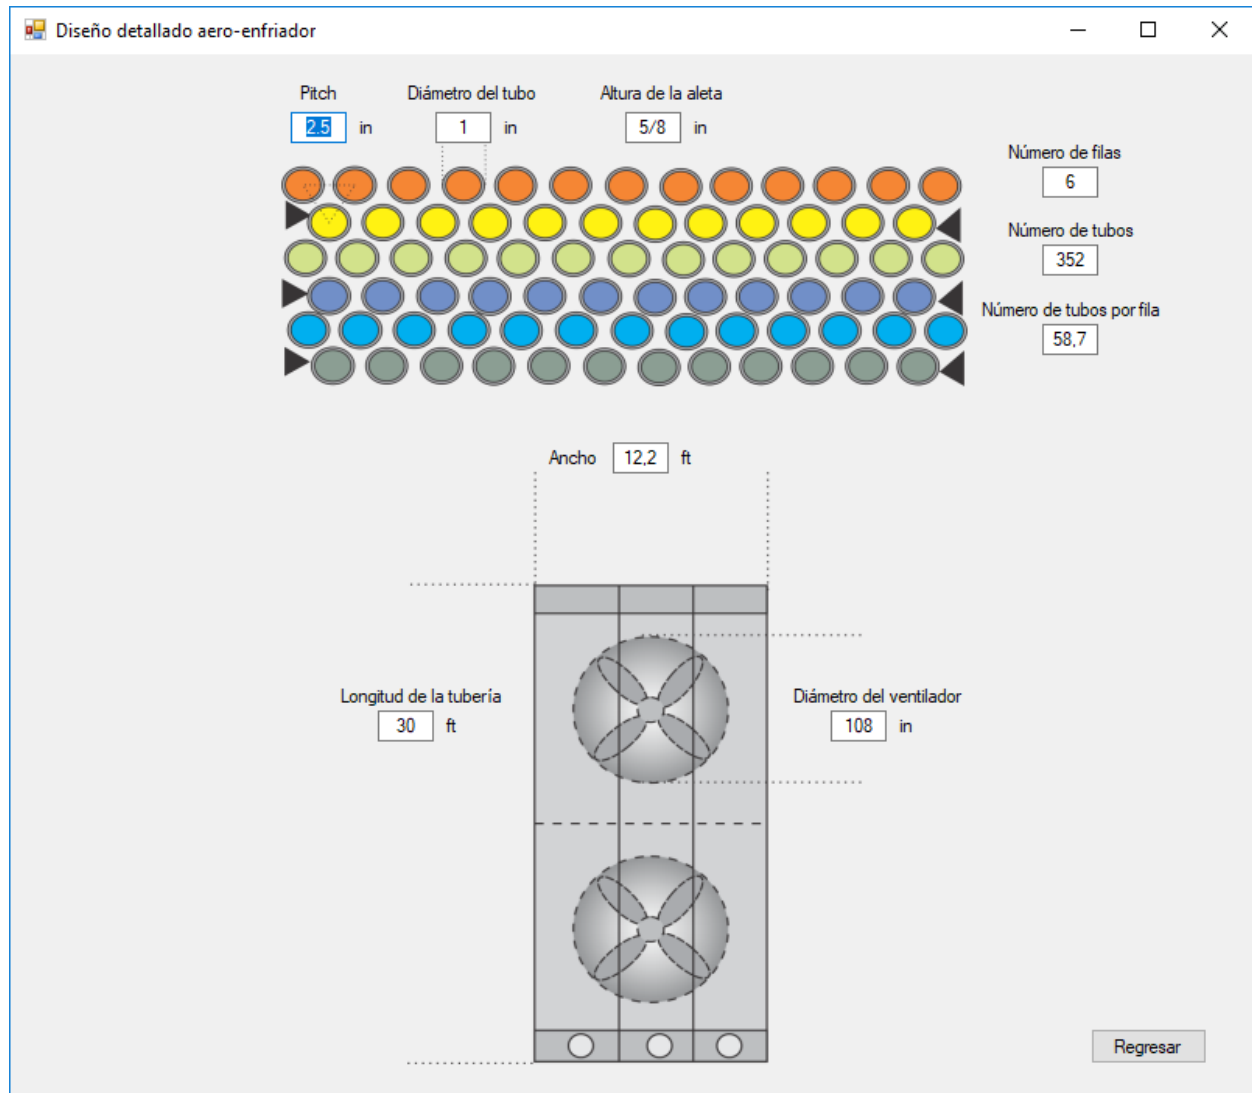 Diseño detallado aero-enfriador
Pitch
Diámetro del tubo
Altura de la aleta
2.5 in
1 in
5/8 in
Número de filas
6
Número de tubos
352
Número de tubos por fila
58,7
Ancho 12,2 ft
Longitud de la tubería
30 ft
Diámetro del ventilador
108 in
Regresar